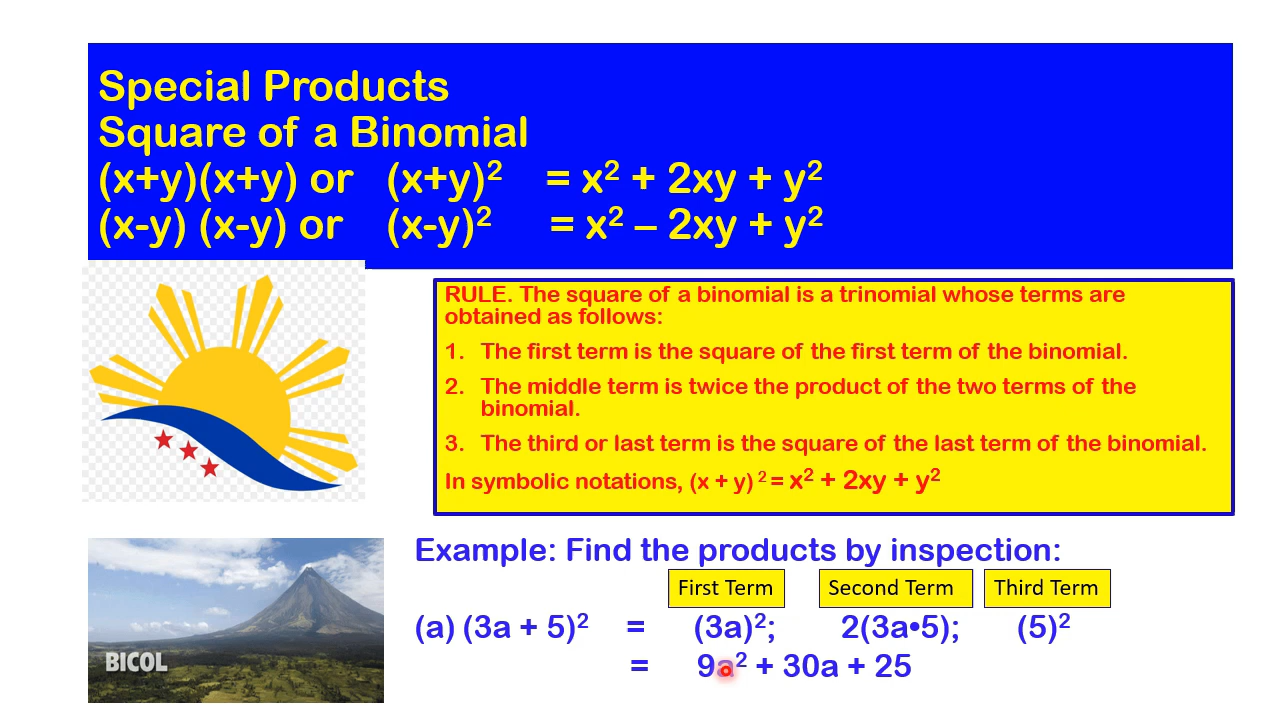 Special Products
Square of a Binomial
(x+y)(x+y) or (x+y)² = x² + 2xy + y²
(x-y) (x-y) or (x-y)² = x² – 2xy + y²
RULE. The square of a binomial is a trinomial whose terms are
obtained as follows:
1. The first term is the square of the first term of the binomial.
2. The middle term is twice the product of the two terms of the
binomial.
3. The third or last term is the square of the last term of the binomial.
In symbolic notations, (x + y) ² = x² + 2xy + y²
Example: Find the products by inspection:
First Term Second Term Third Term
(a) (3a + 5)² = (3a)²; 2(3a•5); (5)²
= 9a² + 30a + 25
BICOL